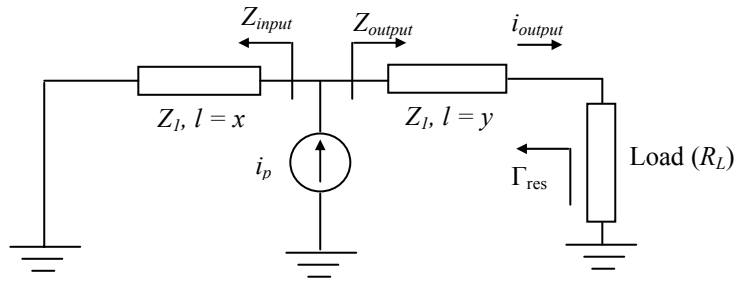 Z_input
Z_output
i_output
Z_1, l = x
Z_1, l = y
i_p
Γ_res
Load (R_L)